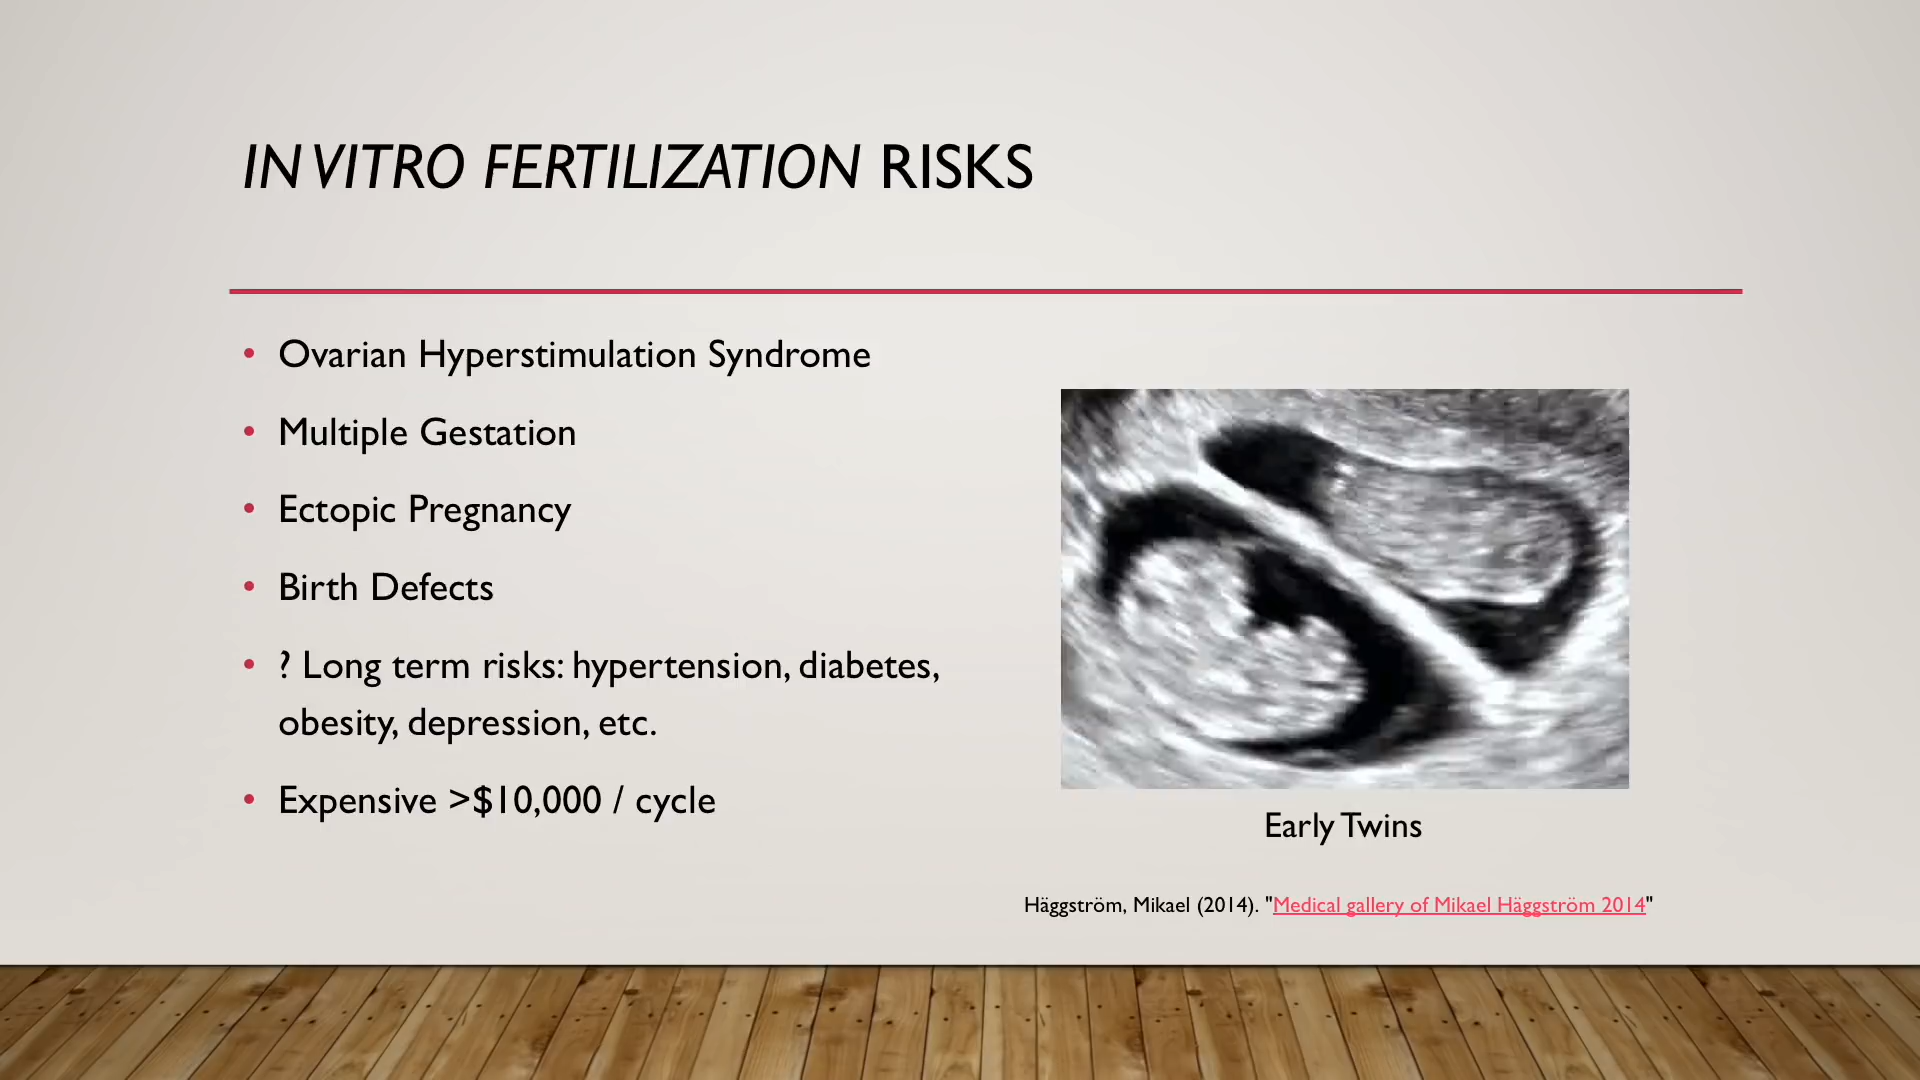 IN VITRO FERTILIZATION RISKS
• Ovarian Hyperstimulation Syndrome
• Multiple Gestation
• Ectopic Pregnancy
• Birth Defects
• ? Long term risks: hypertension, diabetes,
obesity, depression, etc.
• Expensive >$10,000 / cycle
Early Twins
Häggström, Mikael (2014). "Medical gallery of Mikael Häggström 2014"